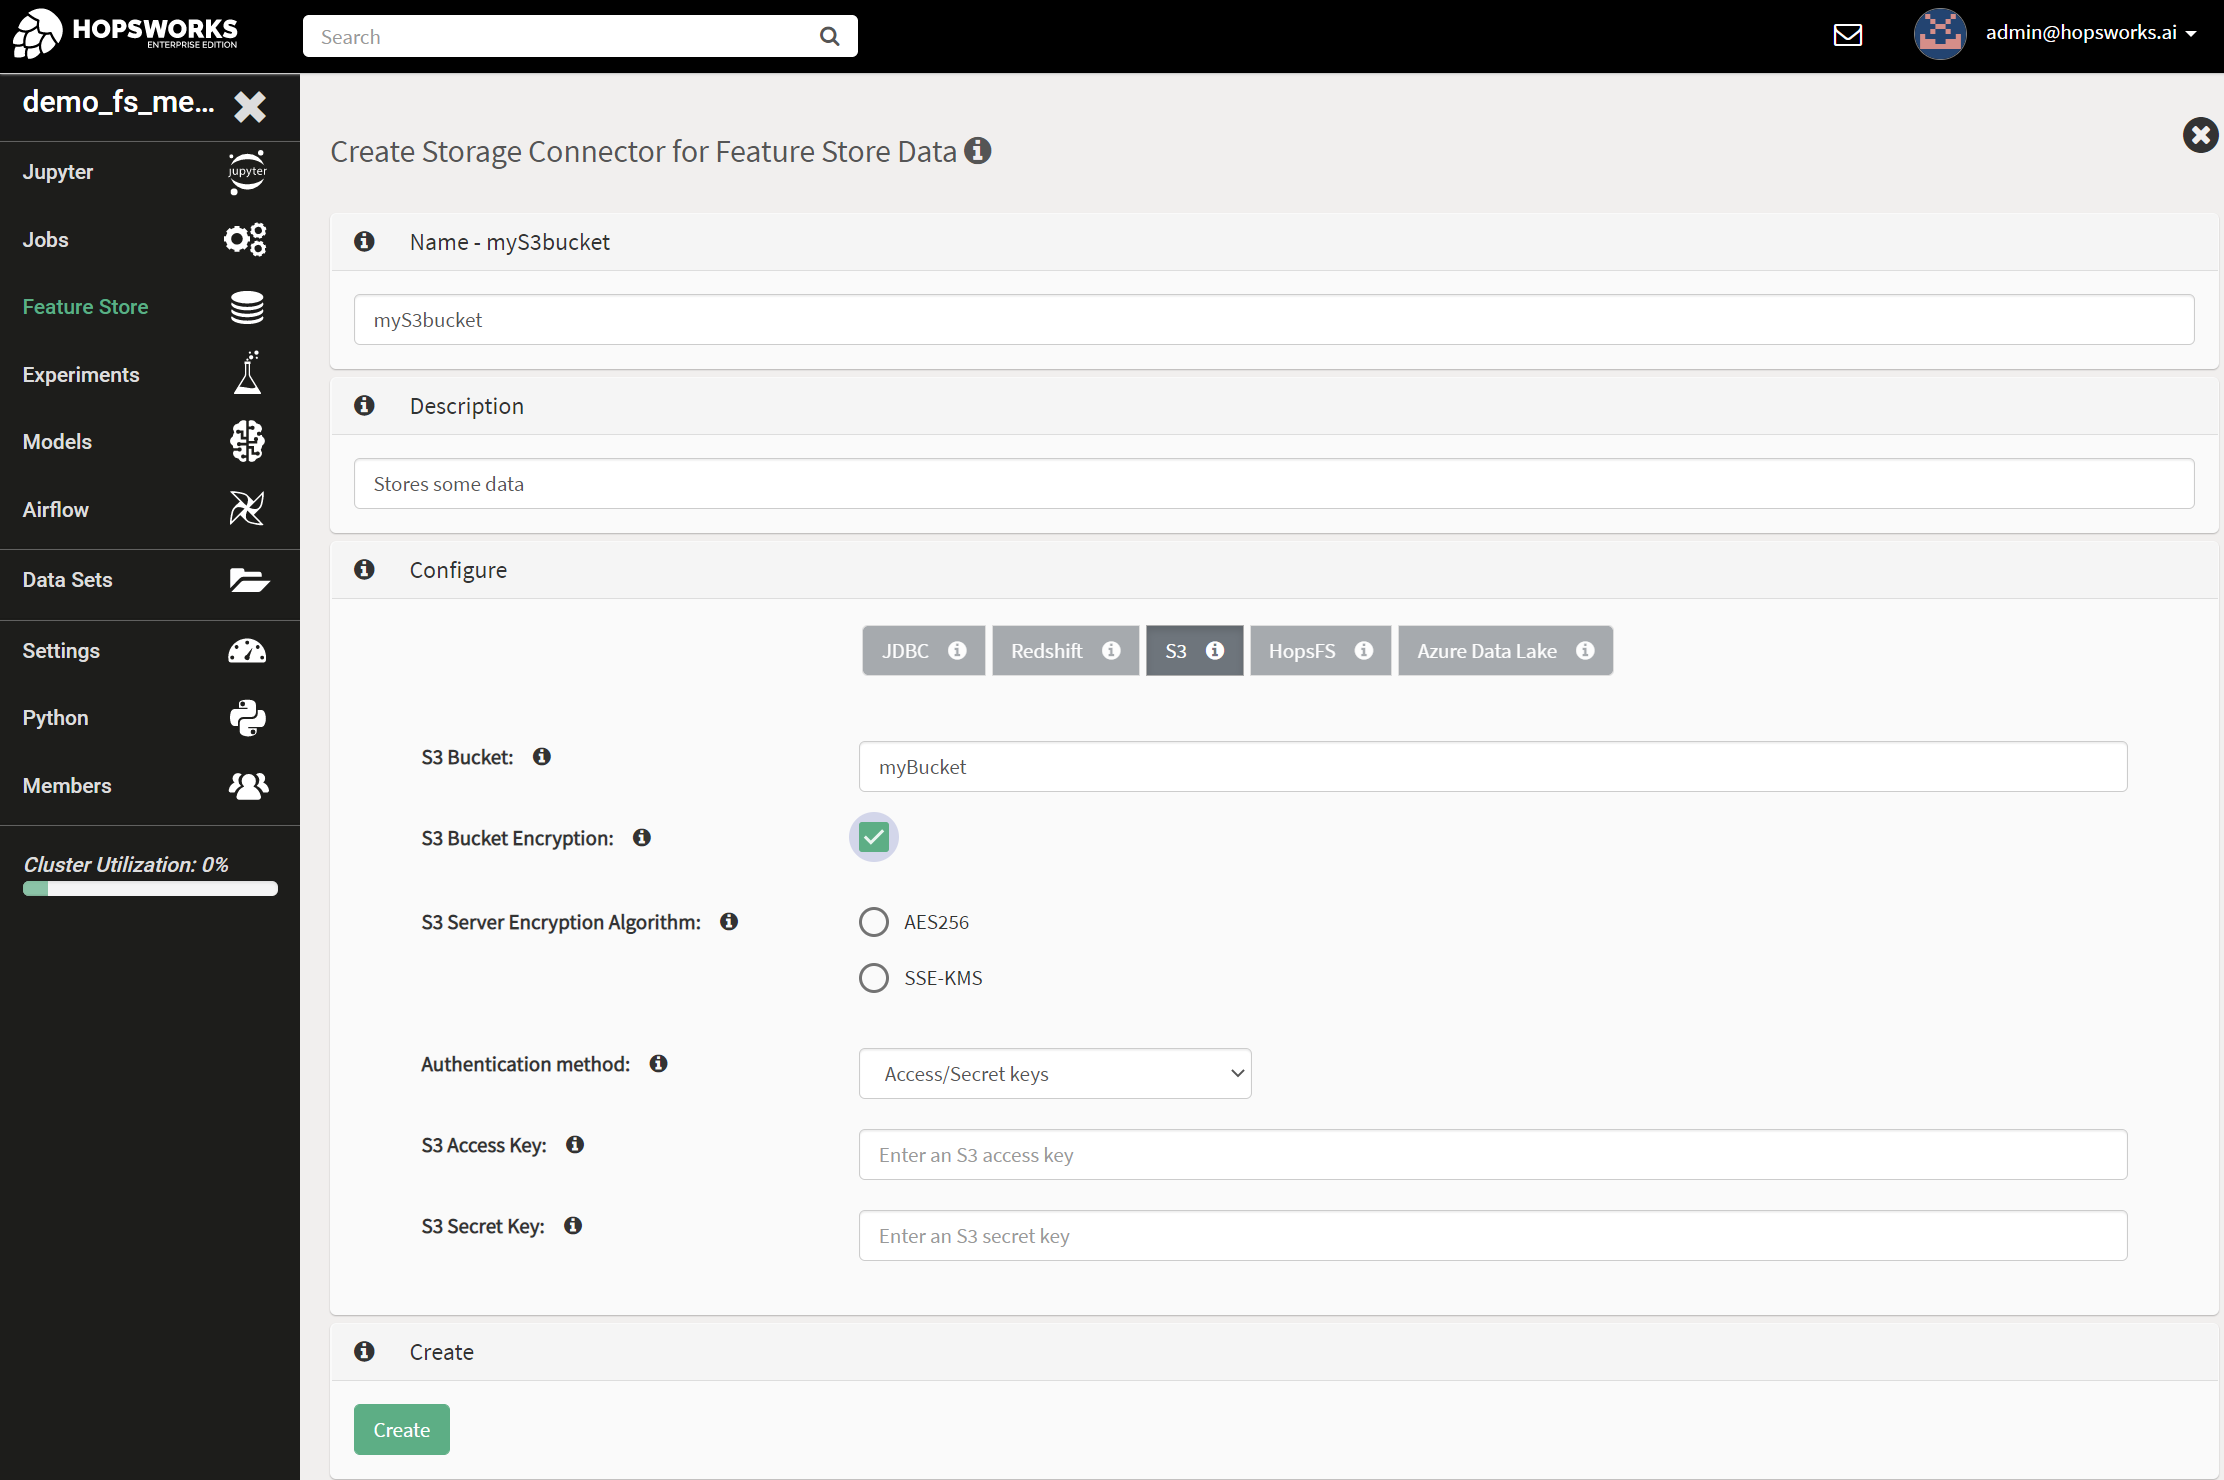 HOPSWORKS
ENTERPRISE EDITION
Search
admin@hopsworks.ai
demo_fs_me...
Jupyter
jupyter
Jobs
Feature Store
Experiments
Models
Airflow
Data Sets
Settings
Python
Members
Cluster Utilization: 0%
Create Storage Connector for Feature Store Data
Name - myS3bucket
myS3bucket
Description
Stores some data
Configure
JDBC Redshift S3 HopsFS Azure Data Lake
S3 Bucket: myBucket
S3 Bucket Encryption:
S3 Server Encryption Algorithm: AES256
SSE-KMS
Authentication method: Access/Secret keys
S3 Access Key: Enter an S3 access key
S3 Secret Key: Enter an S3 secret key
Create
Create